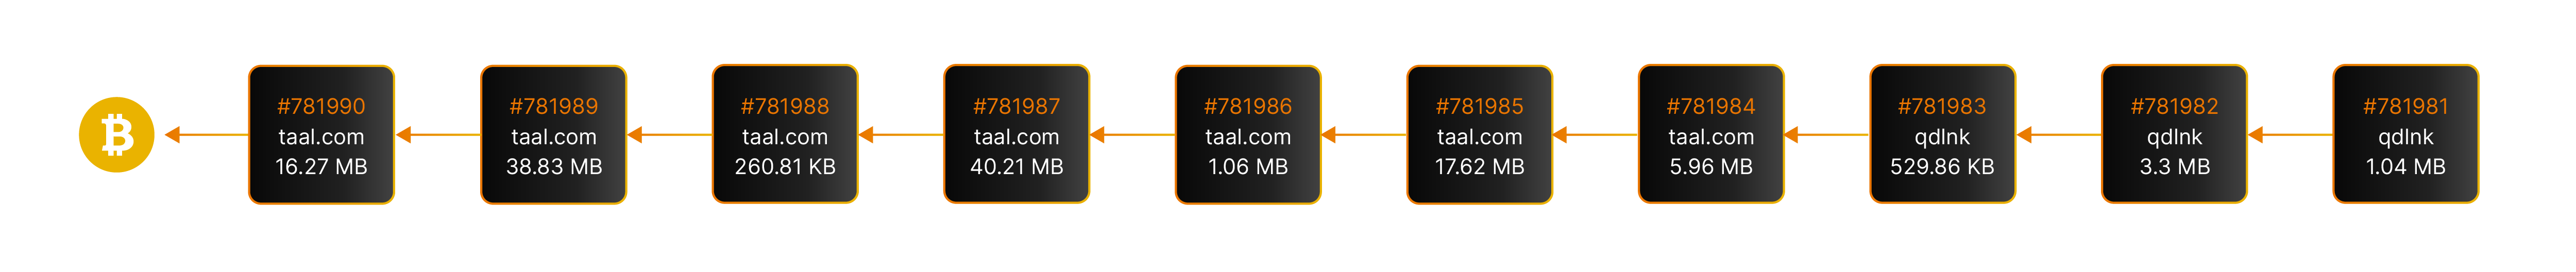 #781990
taal.com
16.27 MB
#781989
taal.com
38.83 MB
#781988
taal.com
260.81 KB
#781987
taal.com
40.21 MB
#781986
taal.com
1.06 MB
#781985
taal.com
17.62 MB
#781984
taal.com
5.96 MB
#781983
qdlnk
529.86 KB
#781982
qdlnk
3.3 MB
#781981
qdlnk
1.04 MB